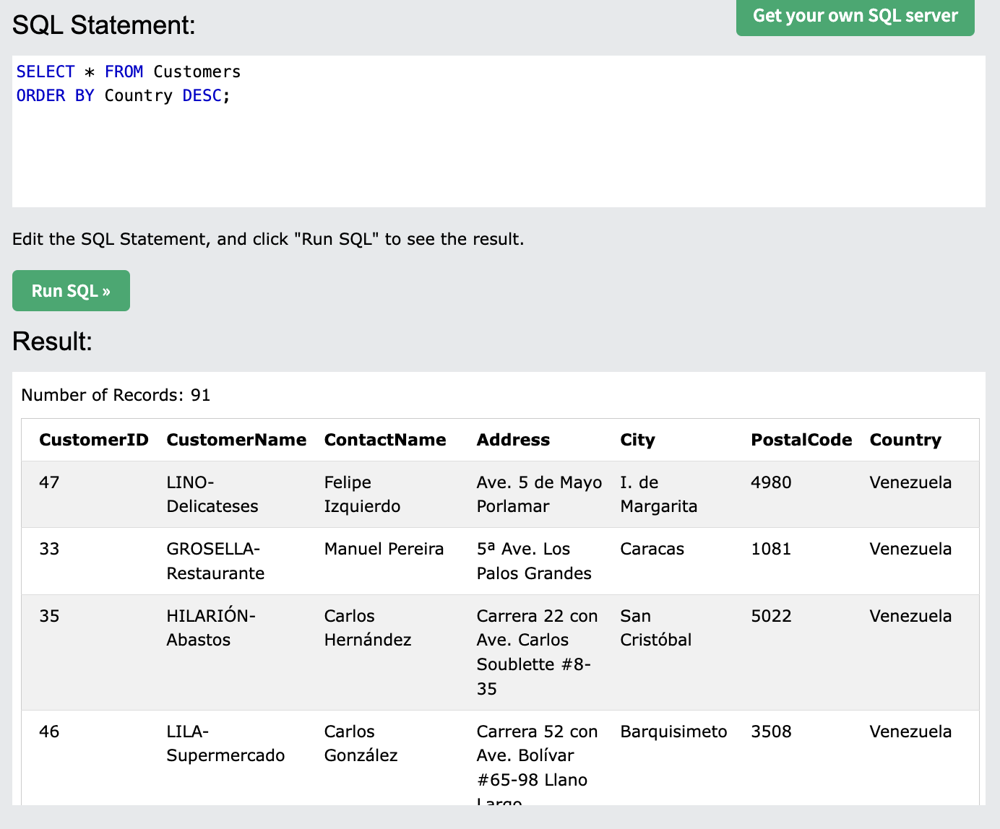 SQL Statement:
Get your own SQL server
SELECT * FROM Customers
ORDER BY Country DESC;
Edit the SQL Statement, and click "Run SQL" to see the result.
Run SQL »
Result:
Number of Records: 91
CustomerID CustomerName ContactName Address City PostalCode Country
47 LINO- Felipe Ave. 5 de Mayo I. de 4980 Venezuela
Delicateses Izquierdo Porlamar Margarita
33 GROSELLA- Manuel Pereira 5ª Ave. Los Caracas 1081 Venezuela
Restaurante Palos Grandes
35 HILARIÓN- Carlos Carrera 22 con San 5022 Venezuela
Abastos Hernández Ave. Carlos Cristóbal
Soublette #8-
35
46 LILA- Carlos Carrera 52 con Barquisimeto 3508 Venezuela
Supermercado González Ave. Bolívar
#65-98 Llano
Largo